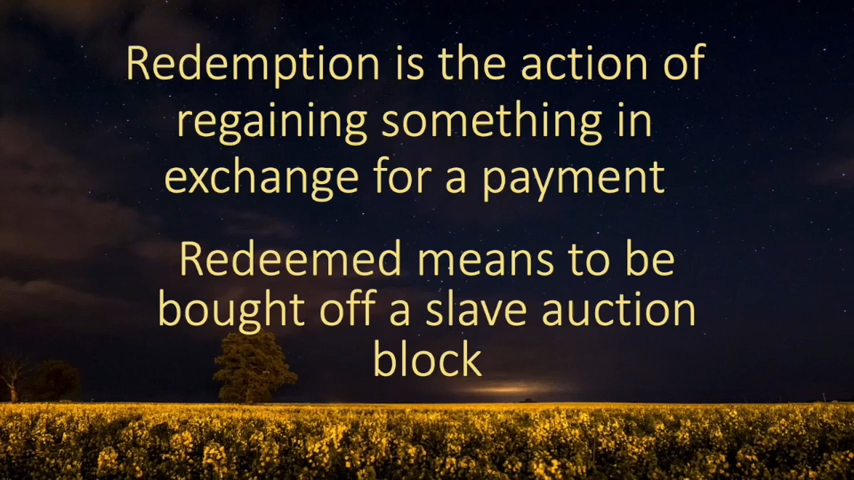 Redemption is the action of
regaining something in
exchange for a payment
Redeemed means to be
bought off a slave auction
block